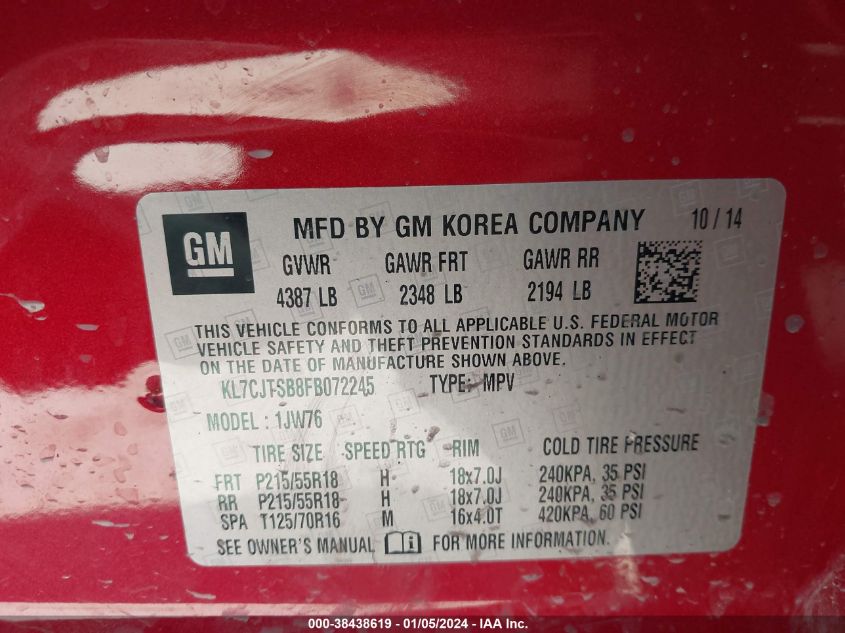 GM
MFD BY GM KOREA COMPANY 10 / 14
GVWR GAWR FRT GAWR RR
4387 LB 2348 LB 2194 LB
THIS VEHICLE CONFORMS TO ALL APPLICABLE U.S. FEDERAL MOTOR
VEHICLE SAFETY AND THEFT PREVENTION STANDARDS IN EFFECT
ON THE DATE OF MANUFACTURE SHOWN ABOVE.
KL7CJTSB8FB072245 TYPE: MPV
MODEL : 1JW76
TIRE SIZE SPEED RTG RIM COLD TIRE PRESSURE
FRT P215/55R18 H 18x7.0J 240KPA, 35 PSI
RR P215/55R18 H 18x7.0J 240KPA, 35 PSI
SPA T125/70R16 M 16x4.0T 420KPA, 60 PSI
SEE OWNER'S MANUAL FOR MORE INFORMATION.
000-38438619 - 01/05/2024 - IAA Inc.